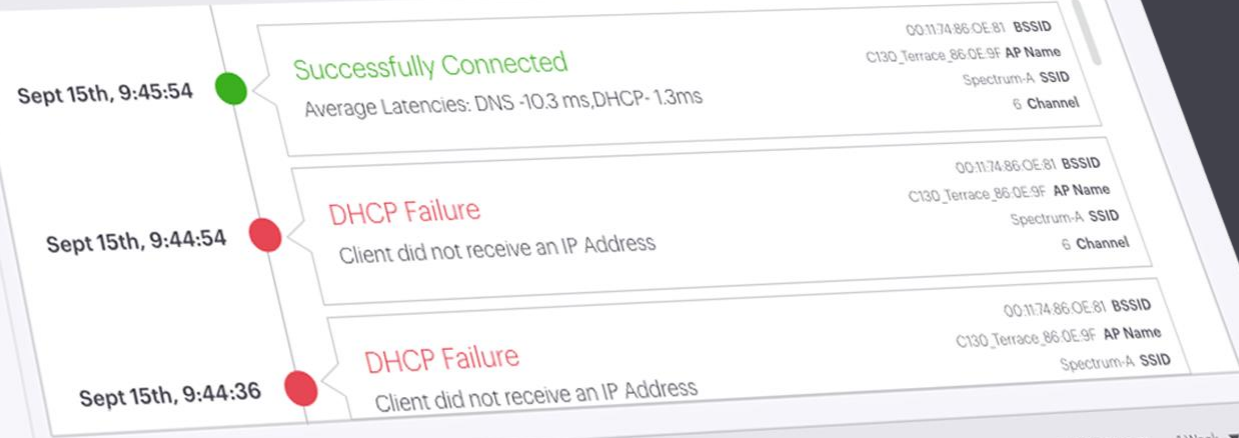 Sept 15th, 9:45:54
Successfully Connected
Average Latencies: DNS -10.3 ms,DHCP- 1.3ms
00:11:74:86:0E:81 BSSID
C130_Terrace_86:0E:9F AP Name
Spectrum-A SSID
6 Channel
Sept 15th, 9:44:54
DHCP Failure
Client did not receive an IP Address
00:11:74:86:0E:81 BSSID
C130_Terrace_86:0E:9F AP Name
Spectrum-A SSID
6 Channel
Sept 15th, 9:44:36
DHCP Failure
Client did not receive an IP Address
00:11:74:86:0E:81 BSSID
C130_Terrace_86:0E:9F AP Name
Spectrum-A SSID